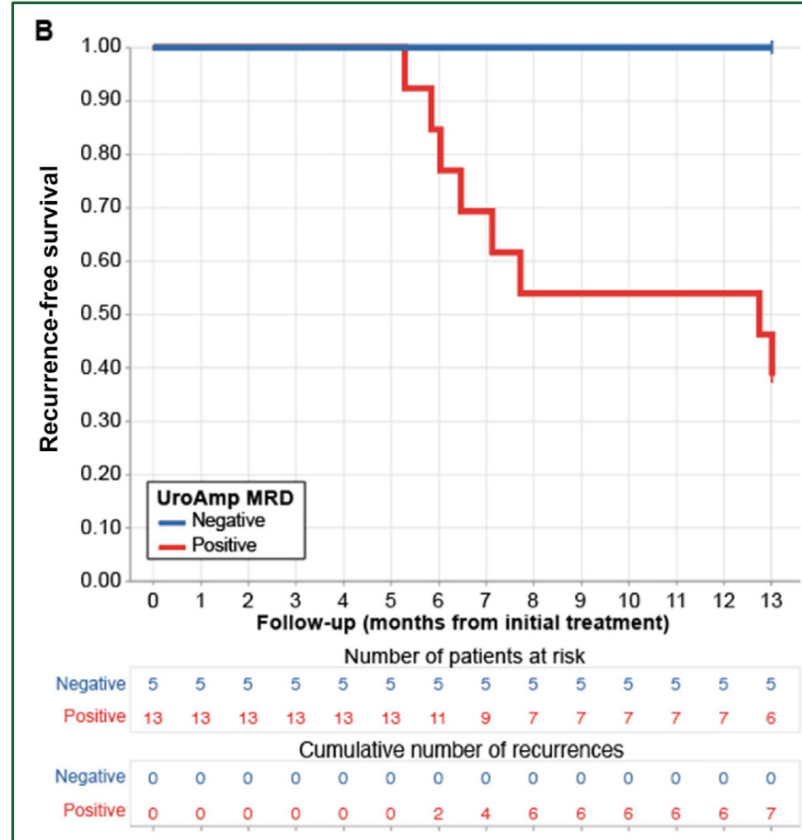 B
1.00
0.90
0.80
0.70
0.60
0.50
0.40
0.30
0.20
0.10
0.00
Recurrence-free survival
UroAmp MRD
Negative
Positive
0 1 2 3 4 5 6 7 8 9 10 11 12 13
Follow-up (months from initial treatment)
Number of patients at risk
Negative 5 5 5 5 5 5 5 5 5 5 5 5 5 5
Positive 13 13 13 13 13 13 11 9 7 7 7 7 7 6
Cumulative number of recurrences
Negative 0 0 0 0 0 0 0 0 0 0 0 0 0 0
Positive 0 0 0 0 0 0 2 4 6 6 6 6 6 7